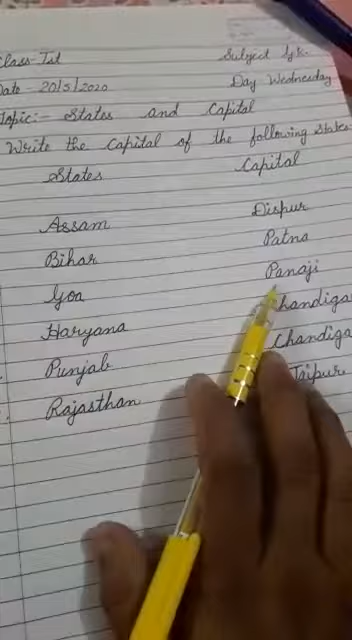 Class- Ist Subject G.k.
Date - 20/5/2020 Day Wednesday
Topic:- States and Capital
Write the Capital of the following States
States Capital
Assam Dispur
Bihar Patna
Goa Panaji
Haryana Chandiga
Punjab Chandiga
Rajasthan Jaipur